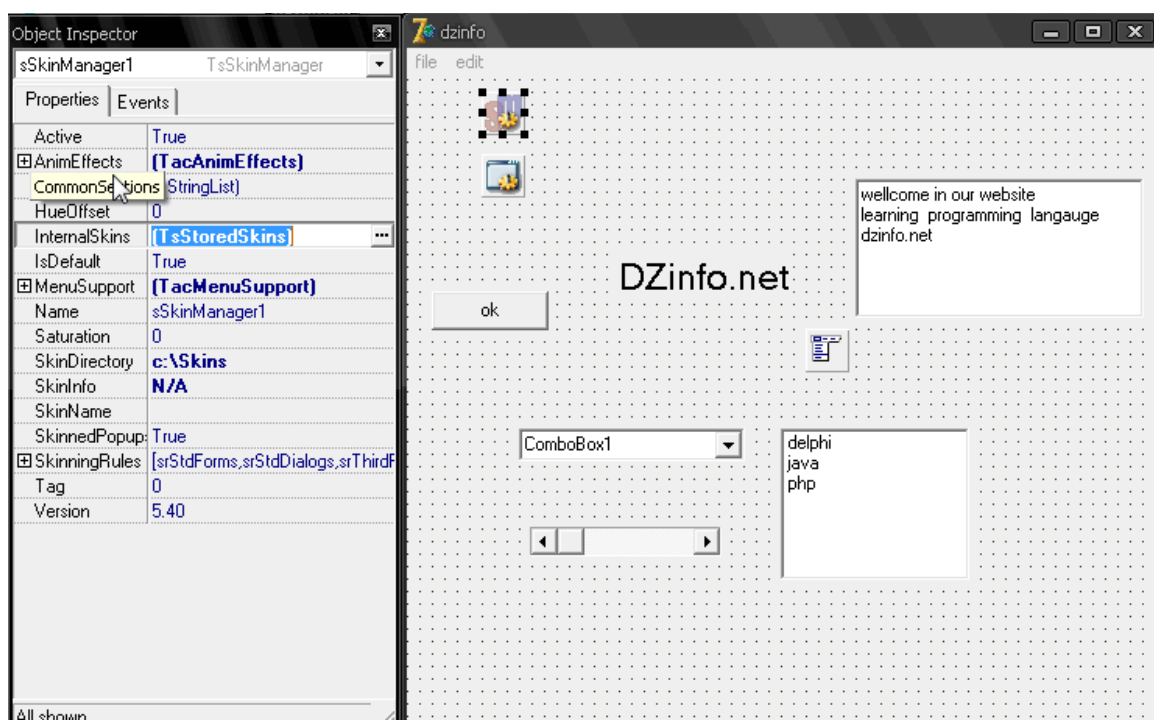 Object Inspector
sSkinManager1 TsSkinManager
Properties Events
Active True
AnimEffects (TacAnimEffects)
CommonSections StringList)
HueOffset 0
InternalSkins (TsStoredSkins) ...
IsDefault True
MenuSupport (TacMenuSupport)
Name sSkinManager1
Saturation 0
SkinDirectory c:\Skins
SkinInfo N/A
SkinName
SkinnedPopup: True
SkinningRules [srStdForms,srStdDialogs,srThirdF
Tag 0
Version 5.40
All shown
dzinfo
file edit
wellcome in our website
learning programming langauge
dzinfo.net
DZinfo.net
ok
ComboBox1
delphi
java
php